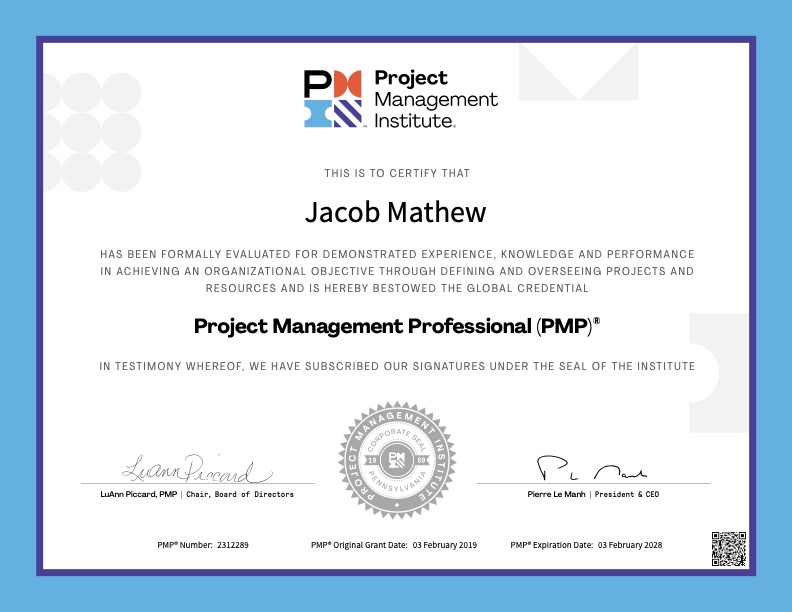 PM
Project
Management
Institute.
THIS IS TO CERTIFY THAT
Jacob Mathew
HAS BEEN FORMALLY EVALUATED FOR DEMONSTRATED EXPERIENCE, KNOWLEDGE AND PERFORMANCE
IN ACHIEVING AN ORGANIZATIONAL OBJECTIVE THROUGH DEFINING AND OVERSEEING PROJECTS AND
RESOURCES AND IS HEREBY BESTOWED THE GLOBAL CREDENTIAL
Project Management Professional (PMP)®
IN TESTIMONY WHEREOF, WE HAVE SUBSCRIBED OUR SIGNATURES UNDER THE SEAL OF THE INSTITUTE
PROJECT MANAGEMENT INSTITUTE
CORPORATE SEAL
19 PM 69
PENNSYLVANIA
Luann Piccard
LuAnn Piccard, PMP | Chair, Board of Directors
Pierre Le Manh | President & CEO
PMP® Number: 2312289
PMP® Original Grant Date: 03 February 2019
PMP® Expiration Date: 03 February 2028